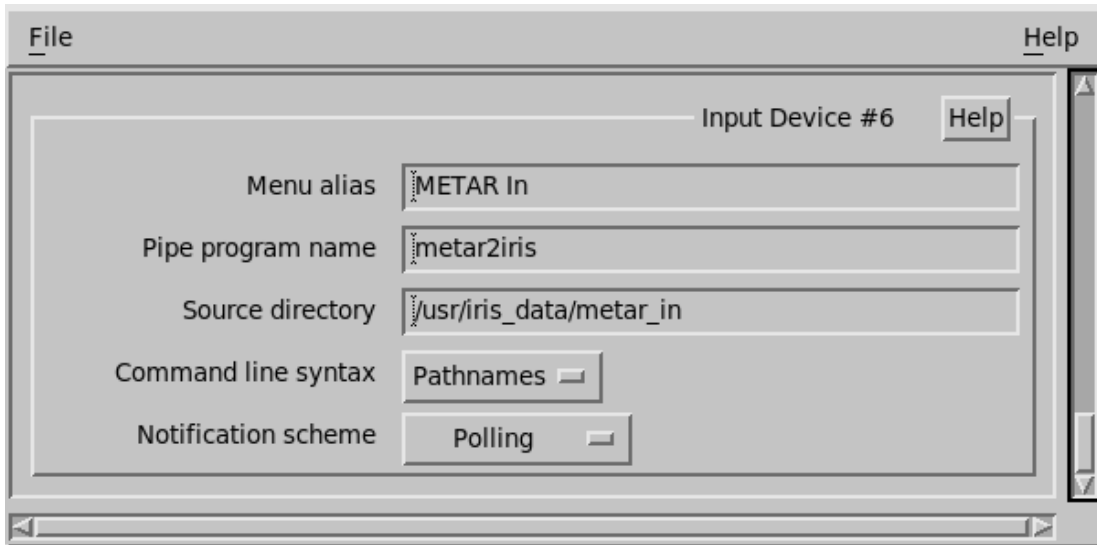 File Help
Input Device #6 Help
Menu alias METAR In
Pipe program name metar2iris
Source directory /usr/iris_data/metar_in
Command line syntax Pathnames
Notification scheme Polling